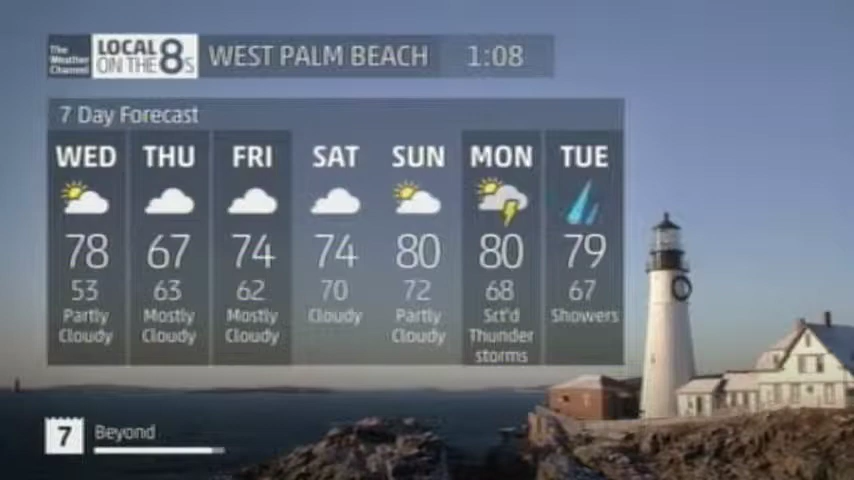 The Weather Channel
LOCAL ON THE 8s
WEST PALM BEACH
1:08
7 Day Forecast
WED THU FRI SAT SUN MON TUE
78 67 74 74 80 80 79
53 63 62 70 72 68 67
Partly Mostly Mostly Cloudy Partly Sct'd Showers
Cloudy Cloudy Cloudy Cloudy Thunder
storms
7 Beyond